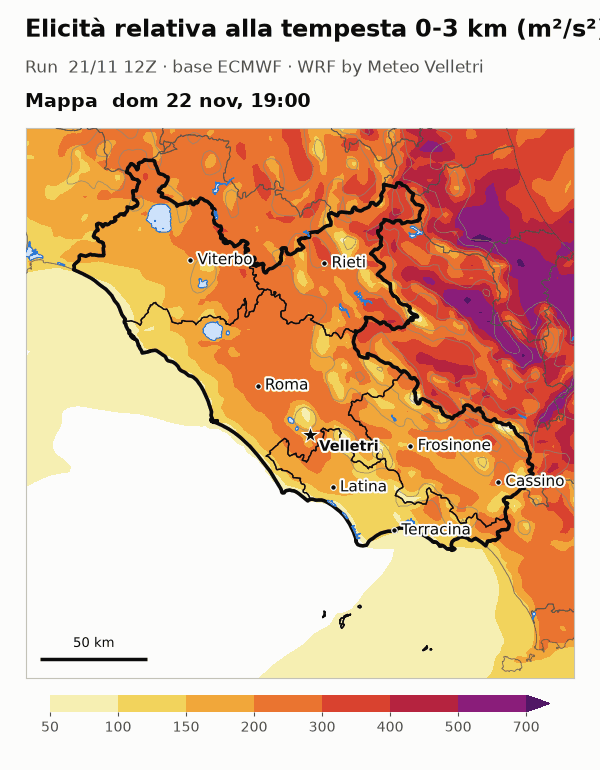 Elicità relativa alla tempesta 0-3 km (m²/s²)
Run 21/11 12Z · base ECMWF · WRF by Meteo Velletri
Mappa dom 22 nov, 19:00
Viterbo
Rieti
Roma
Velletri
Frosinone
Cassino
Latina
Terracina
50 km
50 100 150 200 300 400 500 700